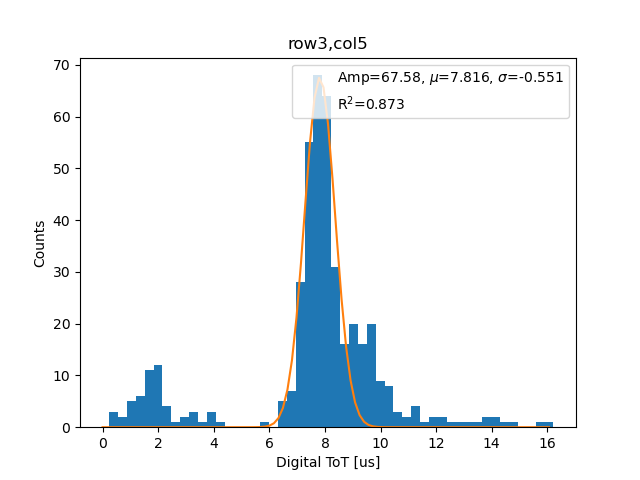 row3,col5
Amp=67.58, μ=7.816, σ=-0.551
R²=0.873
70
60
50
40
30
20
10
0
Counts
0 2 4 6 8 10 12 14 16
Digital ToT [us]